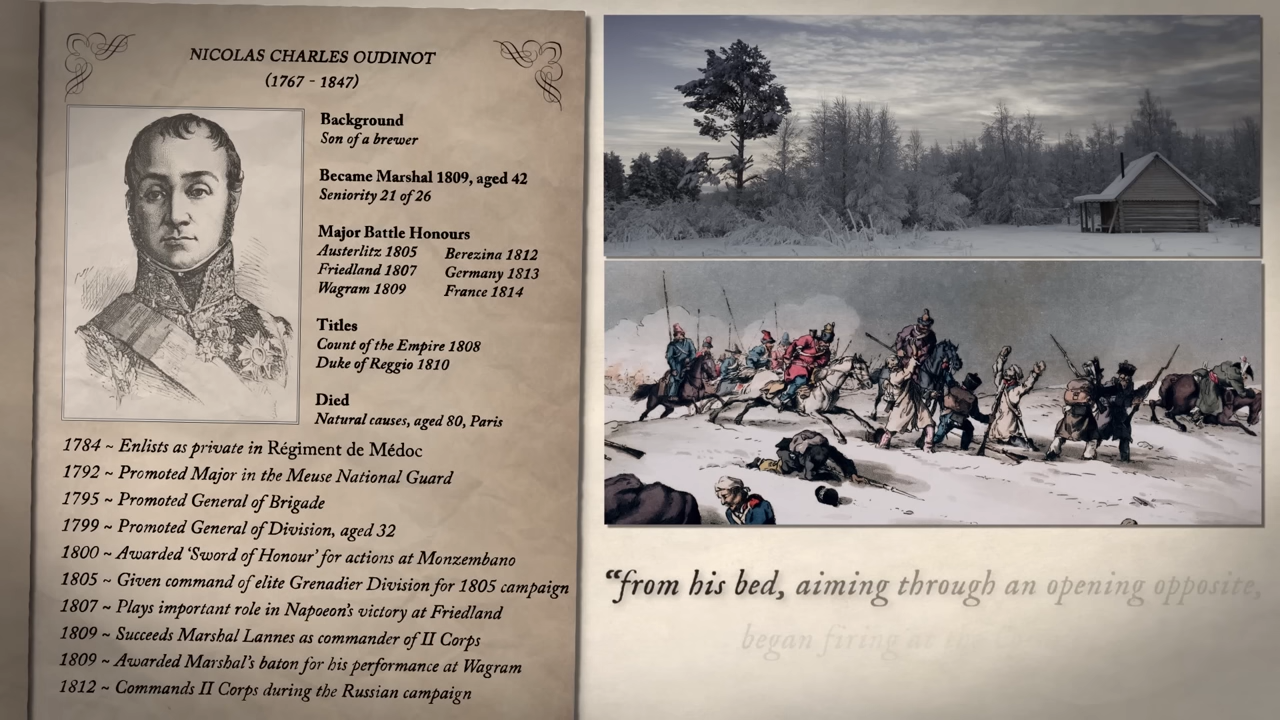 NICOLAS CHARLES OUDINOT
(1767 - 1847)
Background
Son of a brewer
Became Marshal 1809, aged 42
Seniority 21 of 26
Major Battle Honours
Austerlitz 1805
Friedland 1807
Wagram 1809
Berezina 1812
Germany 1813
France 1814
Titles
Count of the Empire 1808
Duke of Reggio 1810
Died
Natural causes, aged 80, Paris
1784 ~ Enlists as private in Régiment de Médoc
1792 ~ Promoted Major in the Meuse National Guard
1795 ~ Promoted General of Brigade
1799 ~ Promoted General of Division, aged 32
1800 ~ Awarded ‘Sword of Honour’ for actions at Monzembano
1805 ~ Given command of elite Grenadier Division for 1805 campaign
1807 ~ Plays important role in Napoeon's victory at Friedland
1809 ~ Succeeds Marshal Lannes as commander of II Corps
1809 ~ Awarded Marshal's baton for his performance at Wagram
1812 ~ Commands II Corps during the Russian campaign
“from his bed, aiming through an opening opposite,
began firing at the